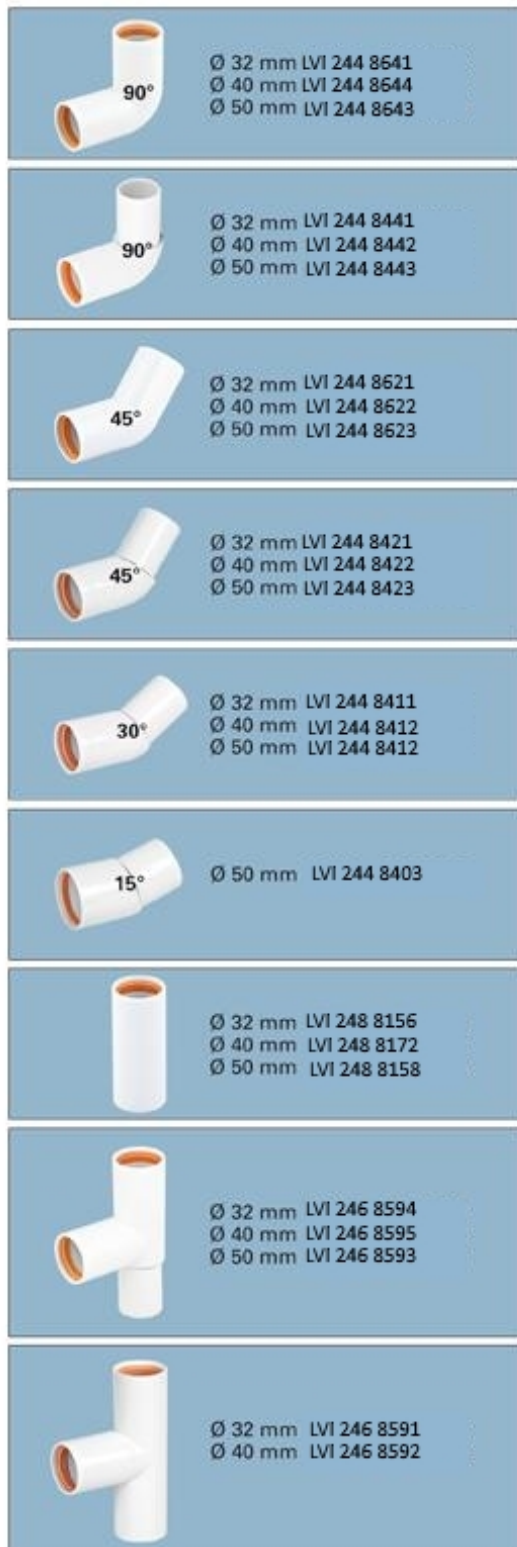 90°
Ø 32 mm LVI 244 8641
Ø 40 mm LVI 244 8644
Ø 50 mm LVI 244 8643
90°
Ø 32 mm LVI 244 8441
Ø 40 mm LVI 244 8442
Ø 50 mm LVI 244 8443
45°
Ø 32 mm LVI 244 8621
Ø 40 mm LVI 244 8622
Ø 50 mm LVI 244 8623
45°
Ø 32 mm LVI 244 8421
Ø 40 mm LVI 244 8422
Ø 50 mm LVI 244 8423
30°
Ø 32 mm LVI 244 8411
Ø 40 mm LVI 244 8412
Ø 50 mm LVI 244 8412
15°
Ø 50 mm LVI 244 8403
Ø 32 mm LVI 248 8156
Ø 40 mm LVI 248 8172
Ø 50 mm LVI 248 8158
Ø 32 mm LVI 246 8594
Ø 40 mm LVI 246 8595
Ø 50 mm LVI 246 8593
Ø 32 mm LVI 246 8591
Ø 40 mm LVI 246 8592